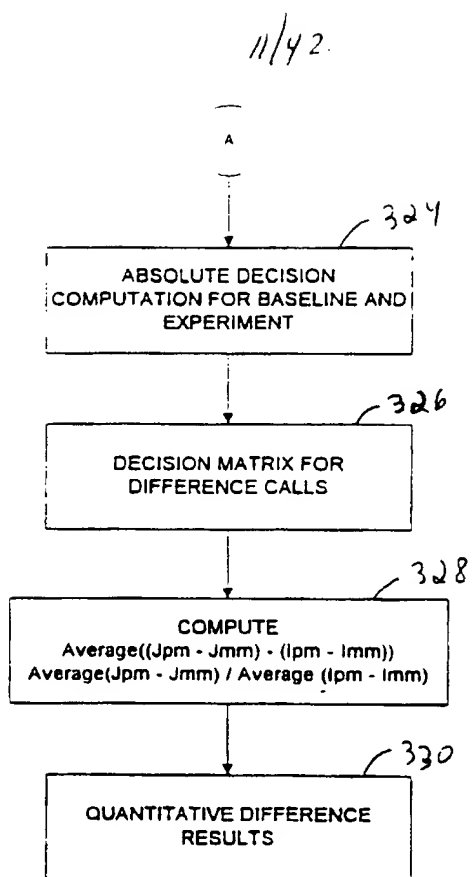 11/42.
A
324
ABSOLUTE DECISION
COMPUTATION FOR BASELINE AND
EXPERIMENT
326
DECISION MATRIX FOR
DIFFERENCE CALLS
328
COMPUTE
Average((Jpm - Jmm) - (Ipm - Imm))
Average(Jpm - Jmm) / Average (Ipm - Imm)
330
QUANTITATIVE DIFFERENCE
RESULTS